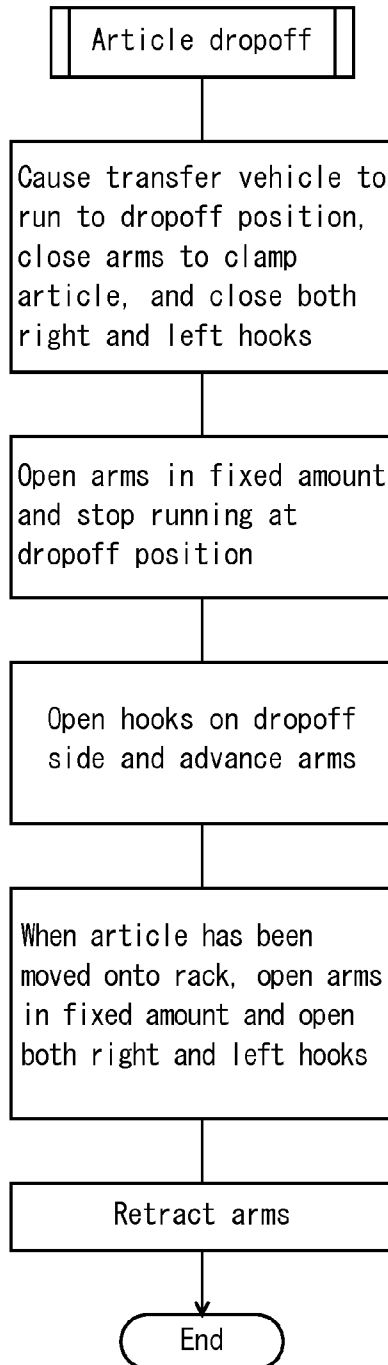 Article dropoff
Cause transfer vehicle to
run to dropoff position,
close arms to clamp
article, and close both
right and left hooks
Open arms in fixed amount
and stop running at
dropoff position
Open hooks on dropoff
side and advance arms
When article has been
moved onto rack, open arms
in fixed amount and open
both right and left hooks
Retract arms
End